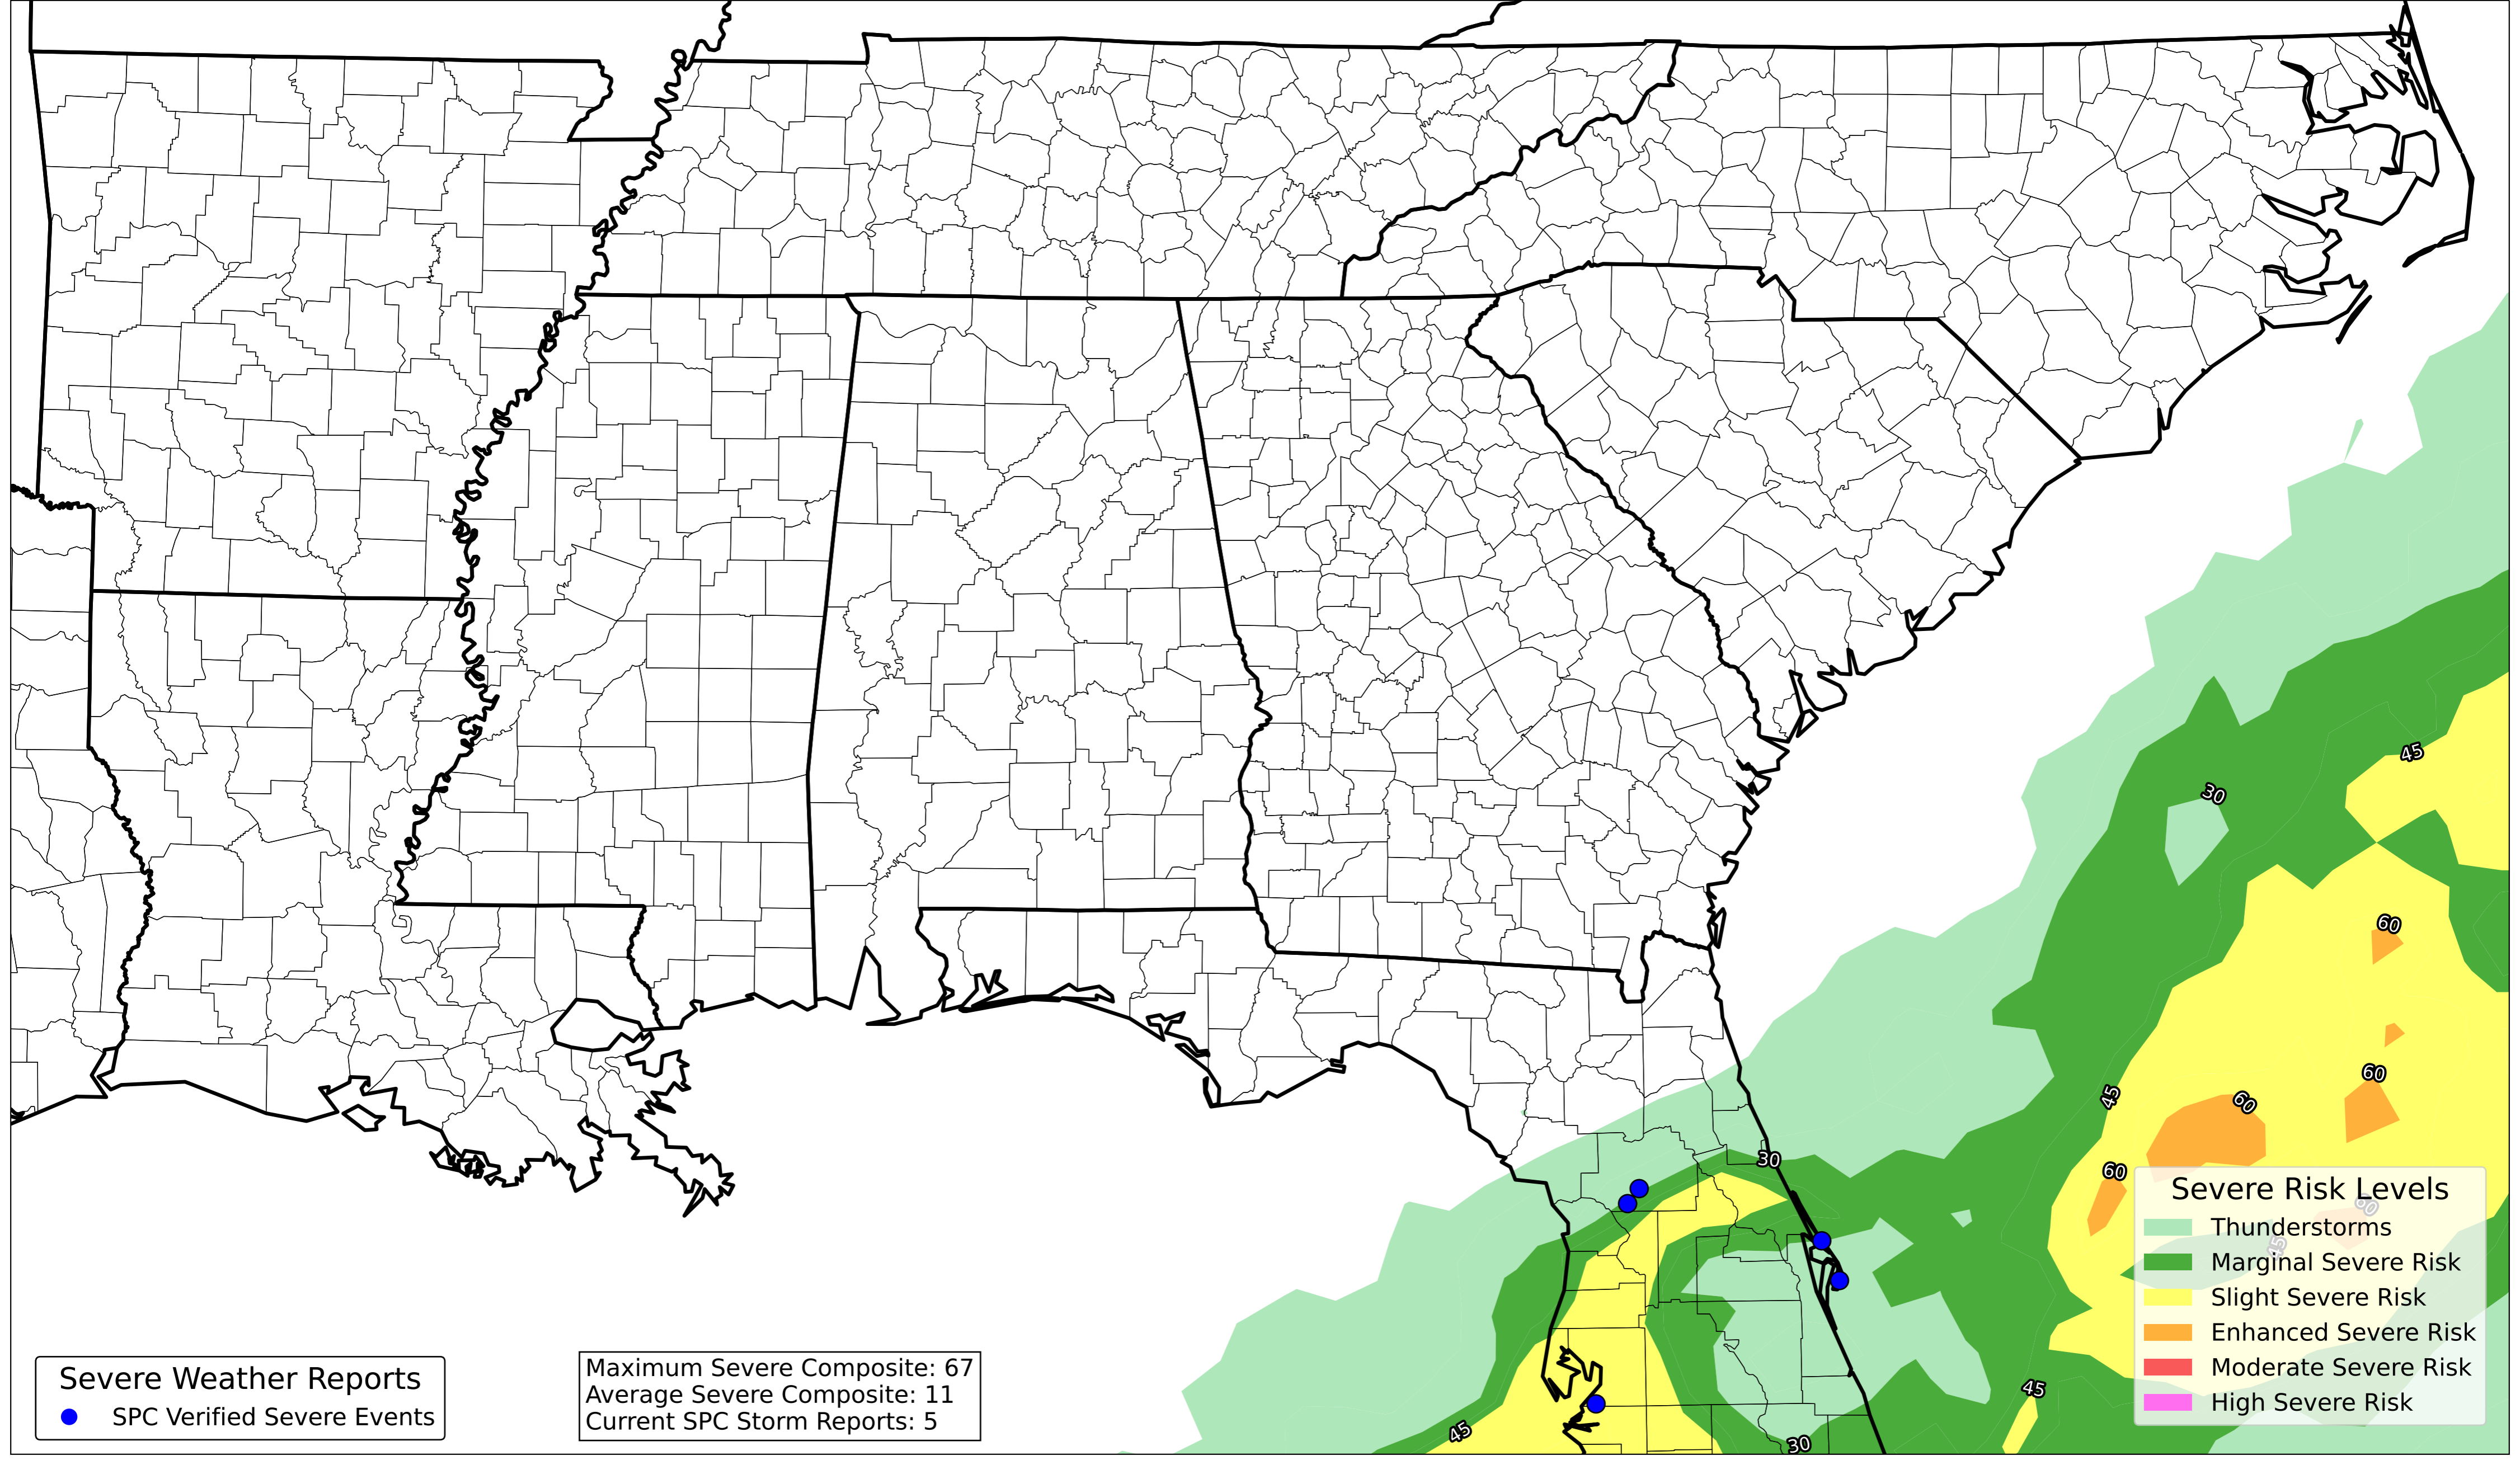 45
30
60
60
45
60
60
30
60
45
45
45
30
Severe Risk Levels
Thunderstorms
Marginal Severe Risk
Slight Severe Risk
Enhanced Severe Risk
Moderate Severe Risk
High Severe Risk
Severe Weather Reports
SPC Verified Severe Events
Maximum Severe Composite: 67
Average Severe Composite: 11
Current SPC Storm Reports: 5